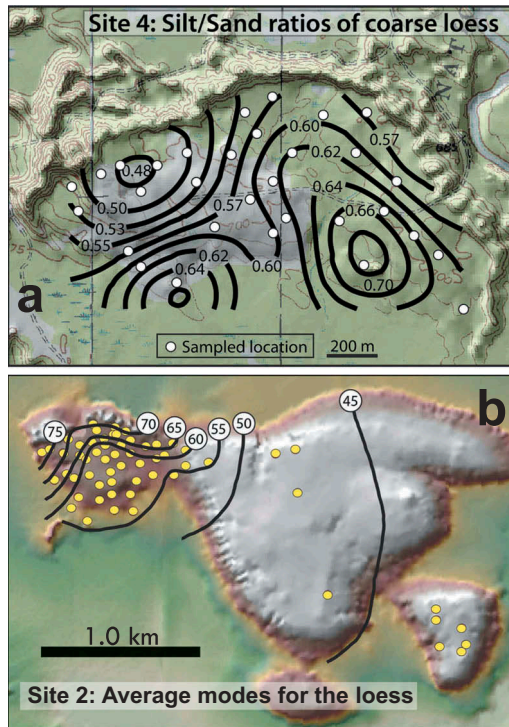 Site 4: Silt/Sand ratios of coarse loess
N A T
0.60
0.57
0.62
0.48
0.64
0.50
0.57
0.66
0.53
0.55
0.62
0.60
0.64
0.70
a
Sampled location
200 m
b
45
75
70
65
60
55
50
1.0 km
Site 2: Average modes for the loess